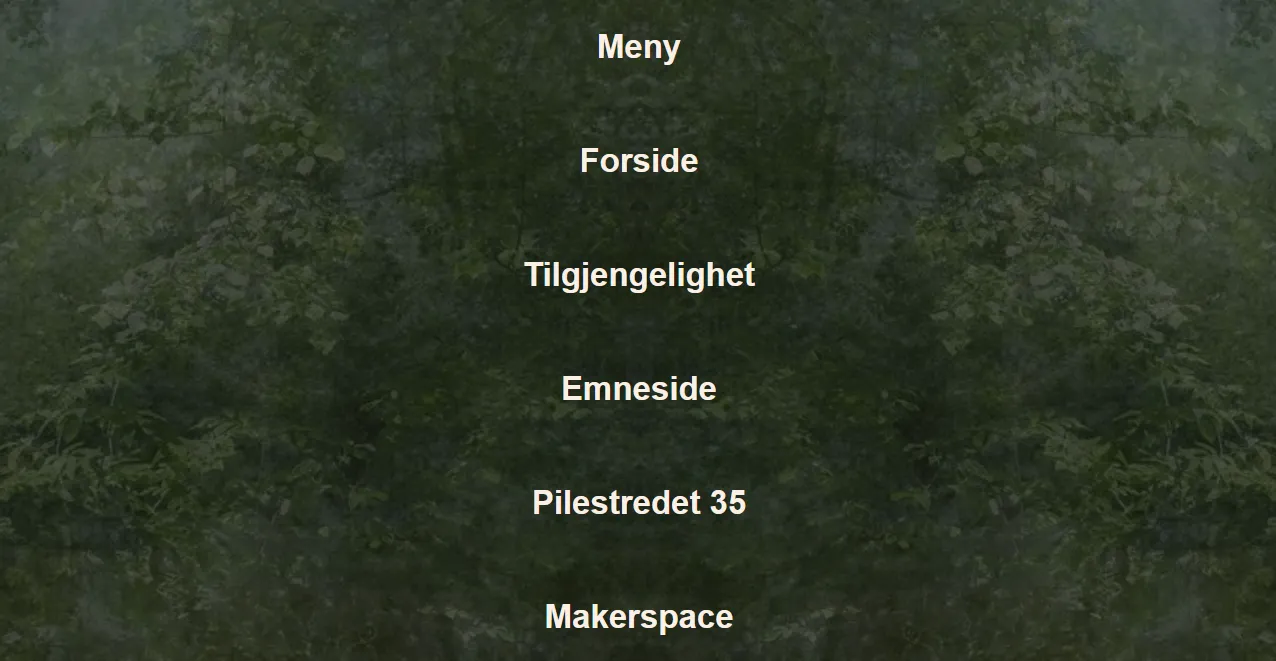 Meny
Forside
Tilgjengelighet
Emneside
Pilestredet 35
Makerspace